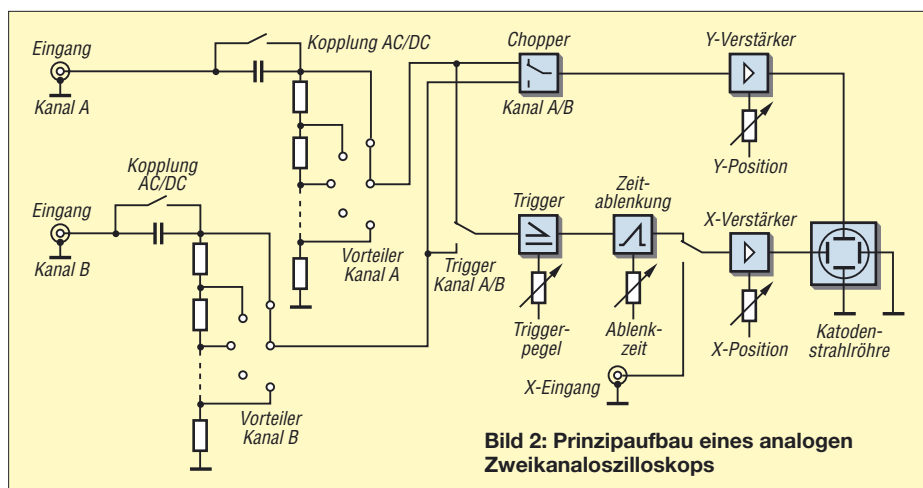 Eingang
Kanal A
Kopplung AC/DC
Chopper
Kanal A/B
Y-Verstärker
Y-Position
Kopplung
AC/DC
Eingang
Kanal B
Vorteiler
Kanal A
Trigger
Kanal A/B
Trigger
Trigger-
pegel
Zeit-
ablenkung
Ablenk-
zeit
X-Verstärker
X-Position
Katoden-
strahlröhre
X-Eingang
Vorteiler
Kanal B
Bild 2: Prinzipaufbau eines analogen
Zweikanaloszilloskops